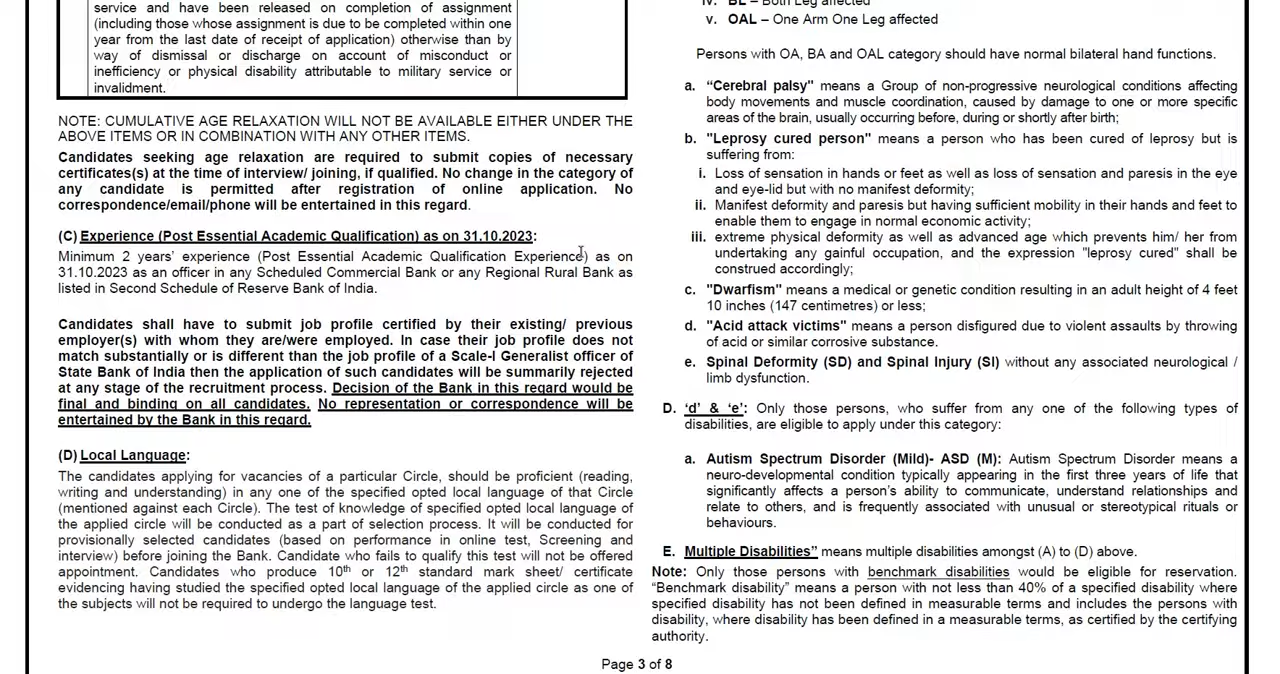 service and have been released on completion of assignment
(including those whose assignment is due to be completed within one
year from the last date of receipt of application) otherwise than by
way of dismissal or discharge on account of misconduct or
inefficiency or physical disability attributable to military service or
invalidment.
NOTE: CUMULATIVE AGE RELAXATION WILL NOT BE AVAILABLE EITHER UNDER THE
ABOVE ITEMS OR IN COMBINATION WITH ANY OTHER ITEMS.
Candidates seeking age relaxation are required to submit copies of necessary
certificates(s) at the time of interview/ joining, if qualified. No change in the category of
any candidate is permitted after registration of online application. No
correspondence/email/phone will be entertained in this regard.
(C) Experience (Post Essential Academic Qualification) as on 31.10.2023:
Minimum 2 years' experience (Post Essential Academic Qualification Experience) as on
31.10.2023 as an officer in any Scheduled Commercial Bank or any Regional Rural Bank as
listed in Second Schedule of Reserve Bank of India.
Candidates shall have to submit job profile certified by their existing/ previous
employer(s) with whom they are/were employed. In case their job profile does not
match substantially or is different than the job profile of a Scale-I Generalist officer of
State Bank of India then the application of such candidates will be summarily rejected
at any stage of the recruitment process. Decision of the Bank in this regard would be
final and binding on all candidates. No representation or correspondence will be
entertained by the Bank in this regard.
(D) Local Language:
The candidates applying for vacancies of a particular Circle, should be proficient (reading,
writing and understanding) in any one of the specified opted local language of that Circle
(mentioned against each Circle). The test of knowledge of specified opted local language of
the applied circle will be conducted as a part of selection process. It will be conducted for
provisionally selected candidates (based on performance in online test, Screening and
interview) before joining the Bank. Candidate who fails to qualify this test will not be offered
appointment. Candidates who produce 10th or 12th standard mark sheet/ certificate
evidencing having studied the specified opted local language of the applied circle as one of
the subjects will not be required to undergo the language test.
iv. BL – Both Leg affected
v. OAL – One Arm One Leg affected
Persons with OA, BA and OAL category should have normal bilateral hand functions.
a. “Cerebral palsy" means a Group of non-progressive neurological conditions affecting
body movements and muscle coordination, caused by damage to one or more specific
areas of the brain, usually occurring before, during or shortly after birth;
b. "Leprosy cured person" means a person who has been cured of leprosy but is
suffering from:
i. Loss of sensation in hands or feet as well as loss of sensation and paresis in the eye
and eye-lid but with no manifest deformity;
ii. Manifest deformity and paresis but having sufficient mobility in their hands and feet to
enable them to engage in normal economic activity;
iii. extreme physical deformity as well as advanced age which prevents him/ her from
undertaking any gainful occupation, and the expression "leprosy cured" shall be
construed accordingly;
c. "Dwarfism" means a medical or genetic condition resulting in an adult height of 4 feet
10 inches (147 centimetres) or less;
d. "Acid attack victims" means a person disfigured due to violent assaults by throwing
of acid or similar corrosive substance.
e. Spinal Deformity (SD) and Spinal Injury (SI) without any associated neurological /
limb dysfunction.
D. ‘d’ & ‘e’: Only those persons, who suffer from any one of the following types of
disabilities, are eligible to apply under this category:
a. Autism Spectrum Disorder (Mild)- ASD (M): Autism Spectrum Disorder means a
neuro-developmental condition typically appearing in the first three years of life that
significantly affects a person’s ability to communicate, understand relationships and
relate to others, and is frequently associated with unusual or stereotypical rituals or
behaviours.
E. Multiple Disabilities” means multiple disabilities amongst (A) to (D) above.
Note: Only those persons with benchmark disabilities would be eligible for reservation.
“Benchmark disability” means a person with not less than 40% of a specified disability where
specified disability has not been defined in measurable terms and includes the persons with
disability, where disability has been defined in a measurable terms, as certified by the certifying
authority.
Page 3 of 8